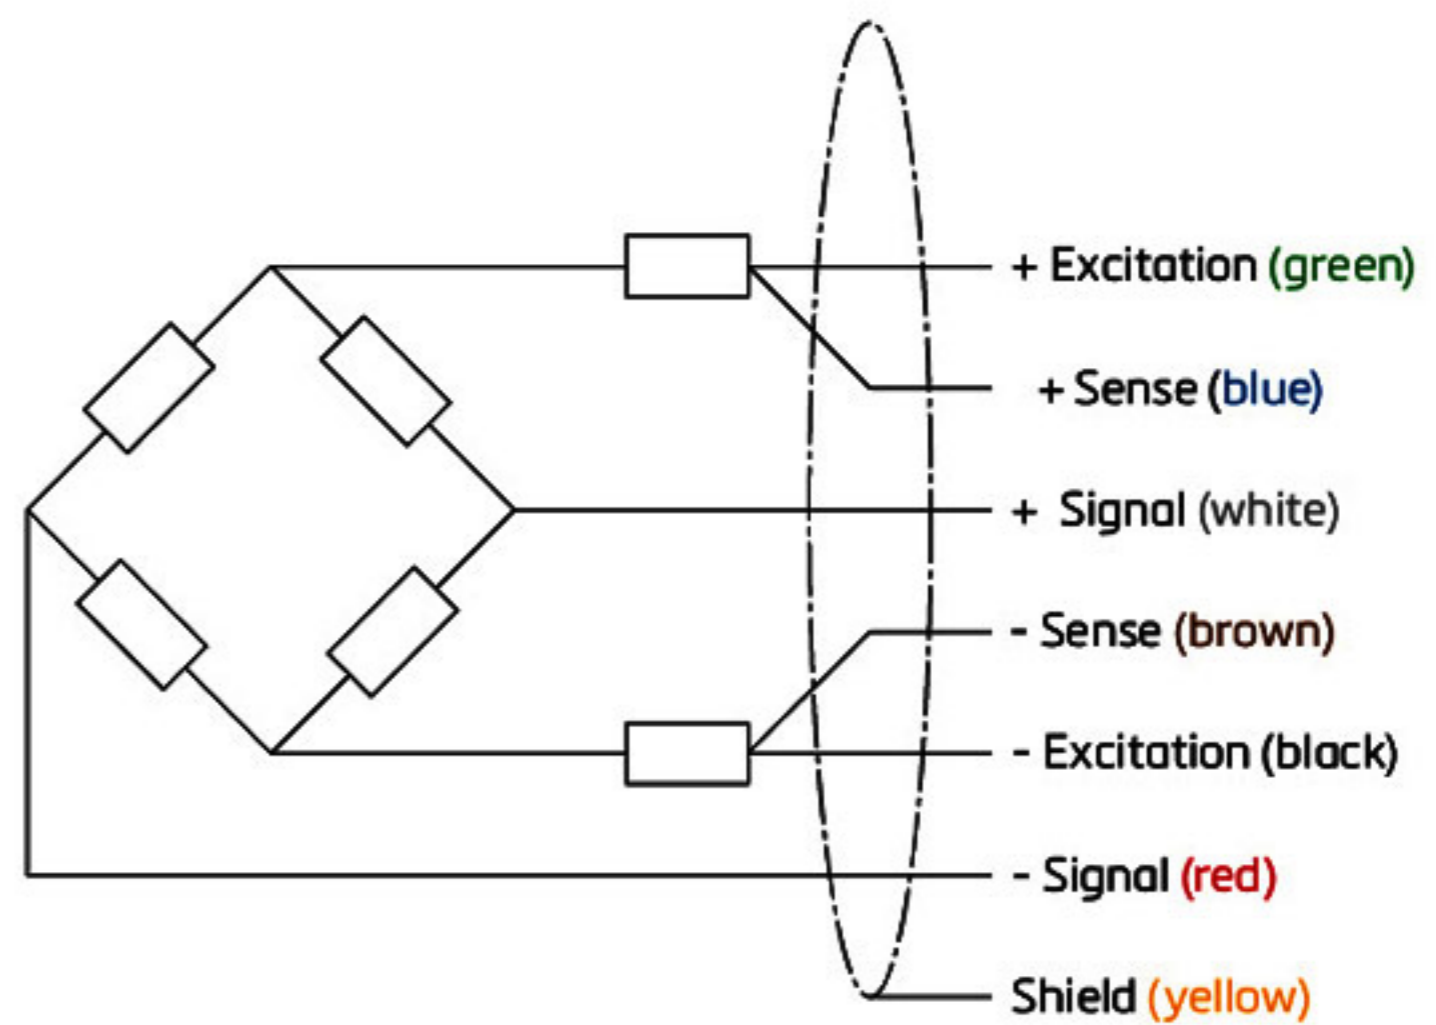 + Excitation (green)
+ Sense (blue)
+ Signal (white)
- Sense (brown)
- Excitation (black)
- Signal (red)
Shield (yellow)